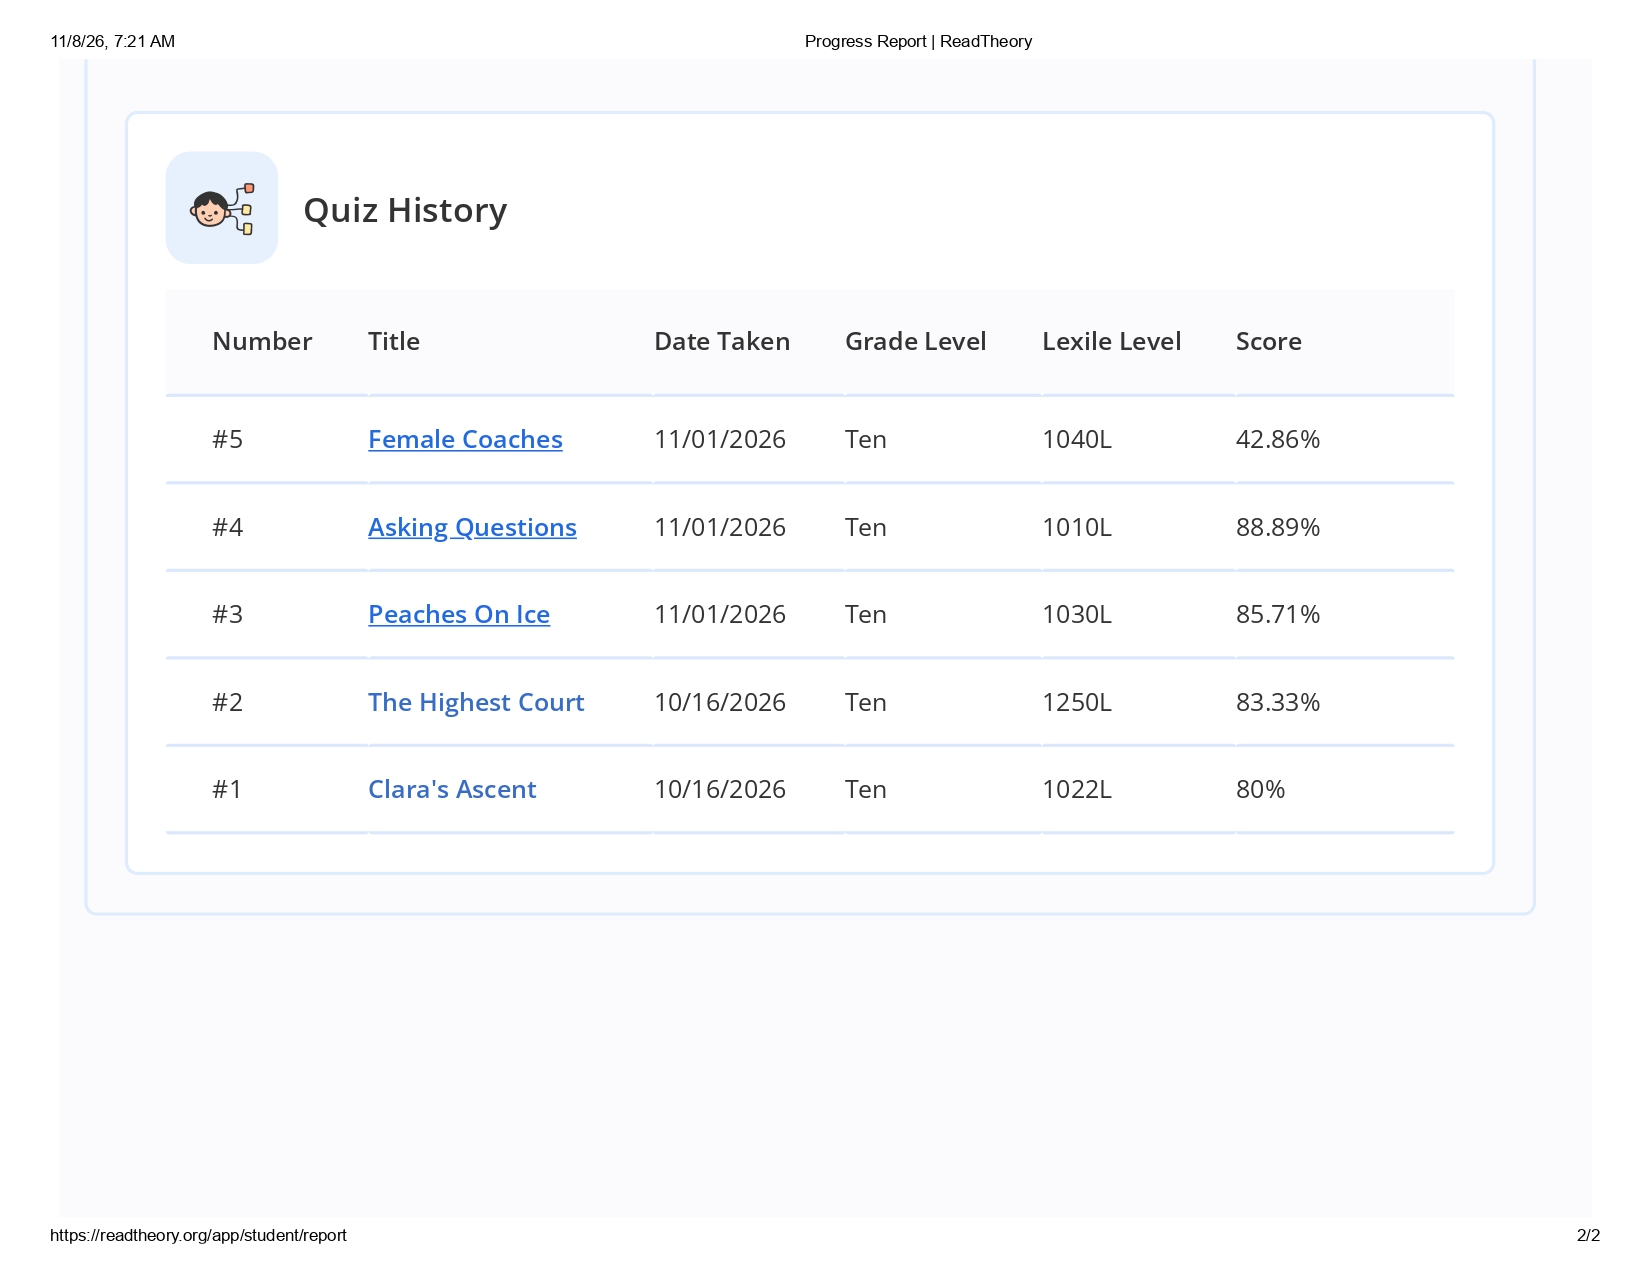 11/8/26, 7:21 AM Progress Report | ReadTheory
Quiz History
Number Title Date Taken Grade Level Lexile Level Score
#5 Female Coaches 11/01/2026 Ten 1040L 42.86%
#4 Asking Questions 11/01/2026 Ten 1010L 88.89%
#3 Peaches On Ice 11/01/2026 Ten 1030L 85.71%
#2 The Highest Court 10/16/2026 Ten 1250L 83.33%
#1 Clara's Ascent 10/16/2026 Ten 1022L 80%
https://readtheory.org/app/student/report 2/2